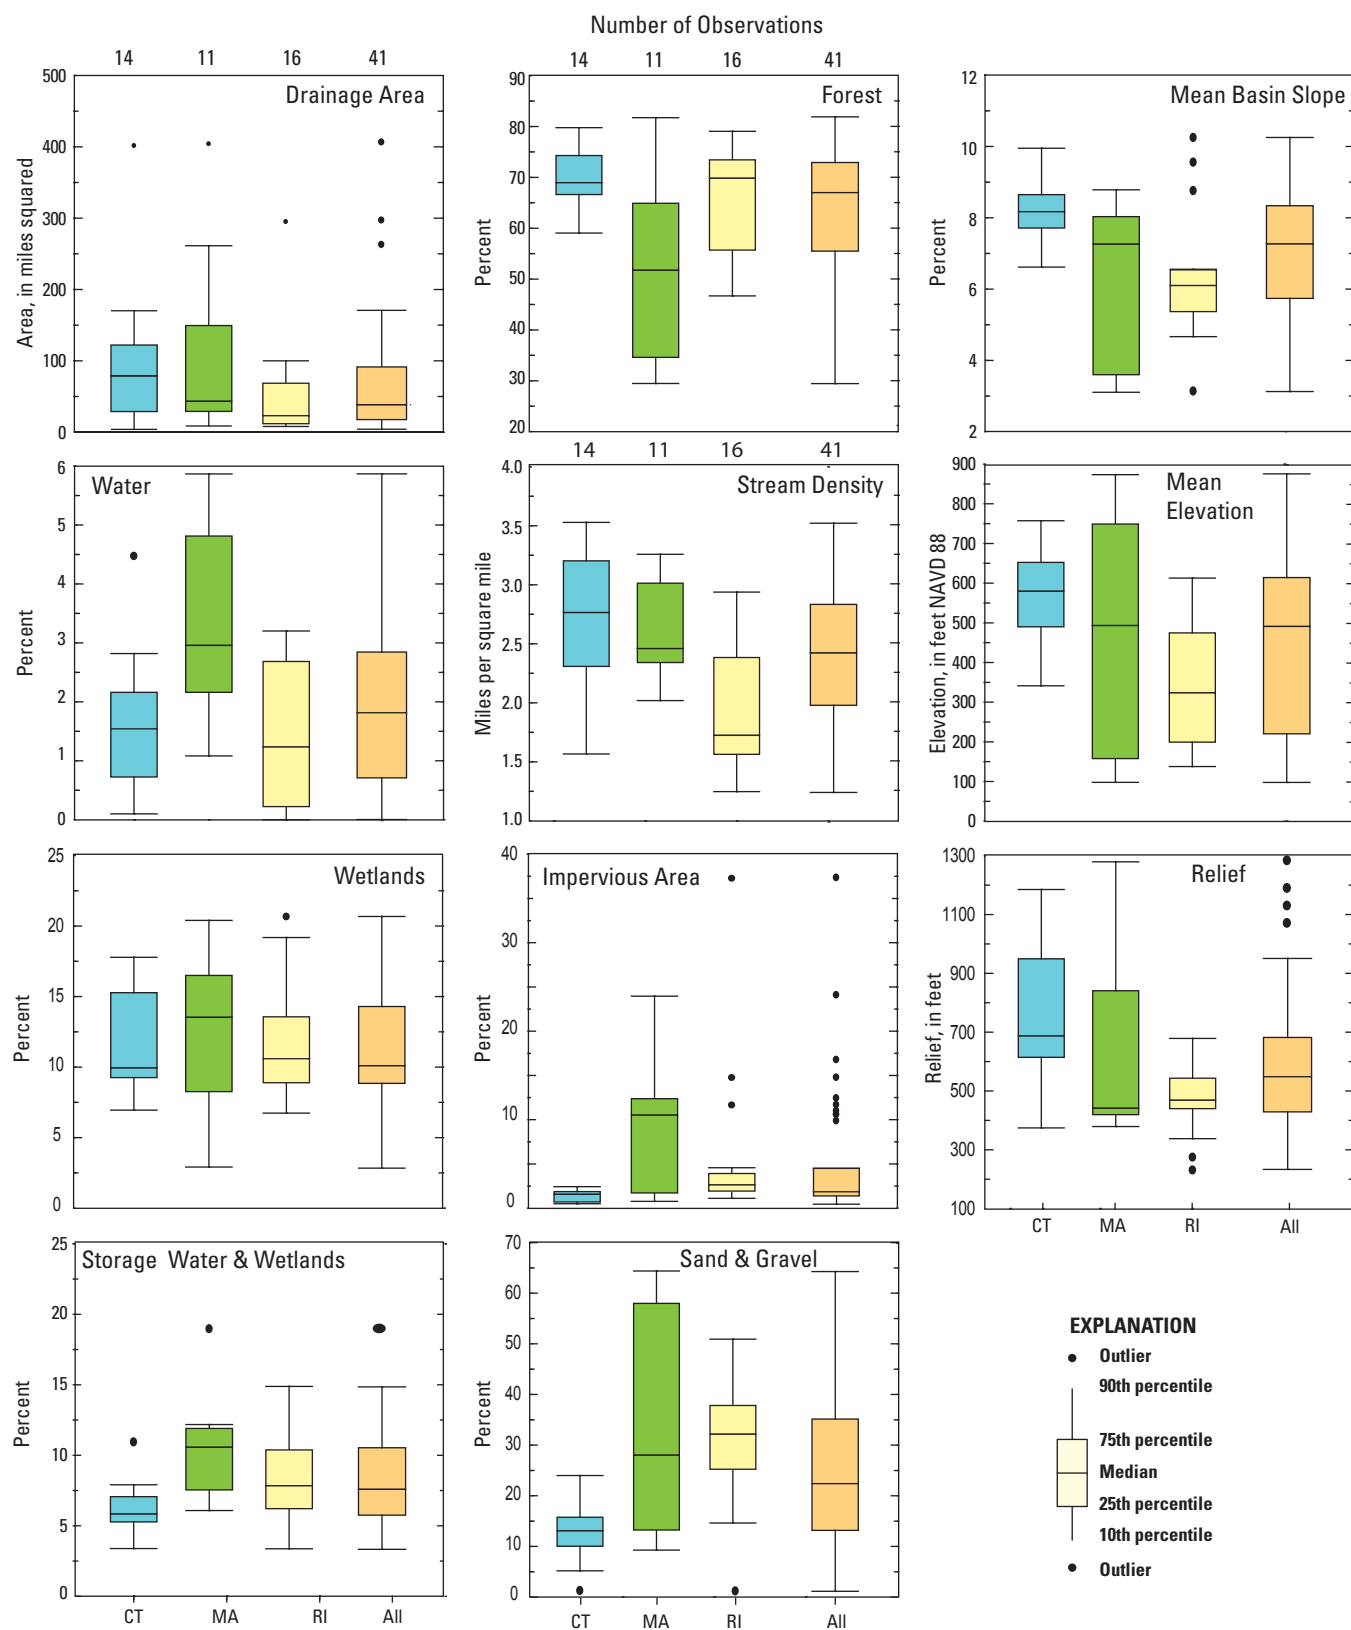 Number of Observations
14 11 16 41
14 11 16 41
500
400
300
200
100
0
Area, in miles squared
Drainage Area
90
80
70
60
50
40
30
20
Percent
Forest
12
10
8
6
4
2
Percent
Mean Basin Slope
6
5
4
3
2
1
0
Percent
Water
14 11 16 41
4.0
3.5
3.0
2.5
2.0
1.5
1.0
Miles per square mile
Stream Density
900
800
700
600
500
400
300
200
100
0
Elevation, in feet NAVD 88
Mean
Elevation
25
20
15
10
5
0
Percent
Wetlands
40
30
20
10
0
Percent
Impervious Area
1300
1100
900
700
500
300
100
Relief, in feet
Relief
CT MA RI All
25
20
15
10
5
0
Percent
Storage Water & Wetlands
CT MA RI All
70
60
50
40
30
20
10
0
Percent
Sand & Gravel
CT MA RI All
EXPLANATION
Outlier
90th percentile
75th percentile
Median
25th percentile
10th percentile
Outlier